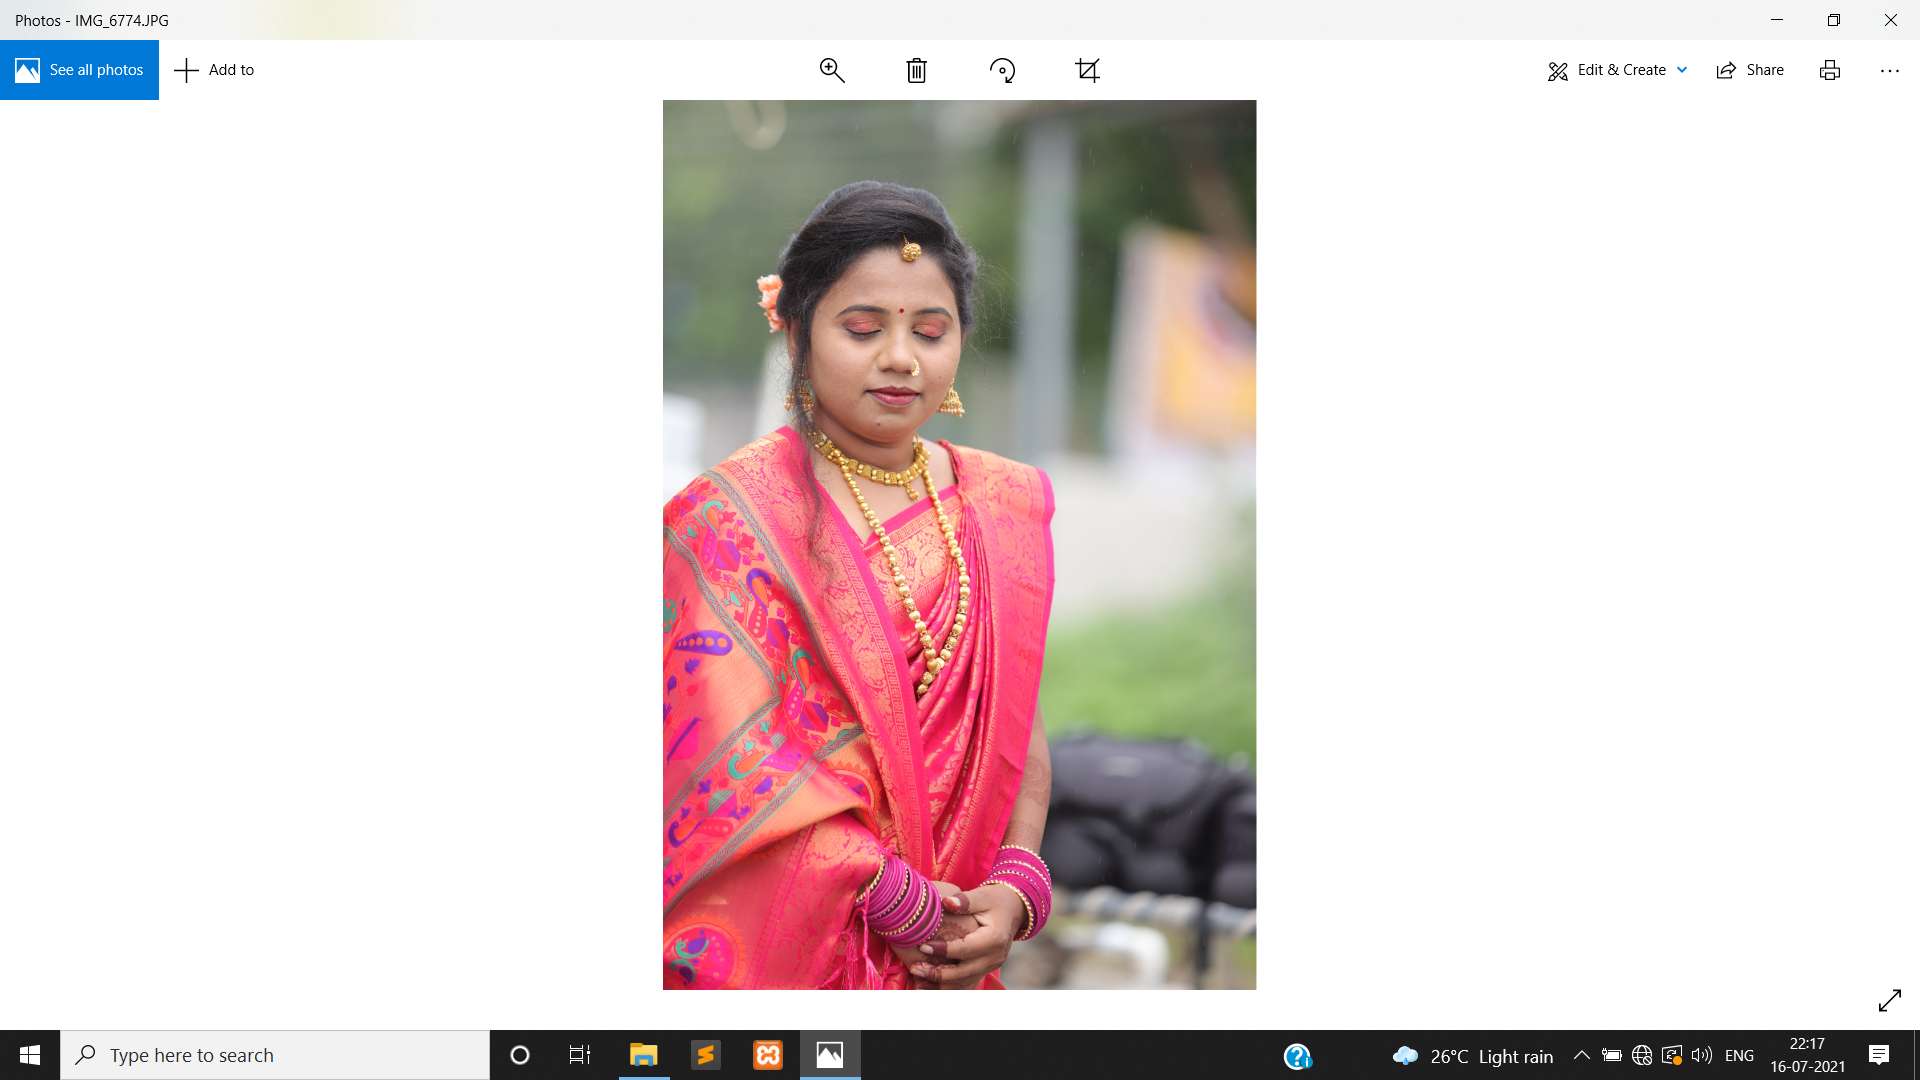 Photos - IMG_6774.JPG
See all photos
Add to
Edit & Create
Share
Type here to search
26°C Light rain
ENG
22:17
16-07-2021